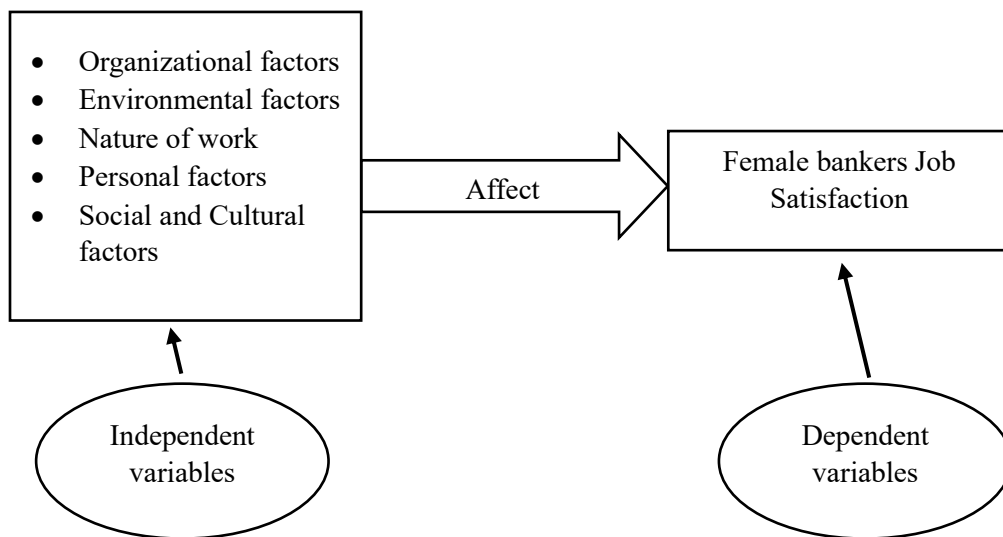 • Organizational factors
• Environmental factors
• Nature of work
• Personal factors
• Social and Cultural
factors
Affect
Female bankers Job
Satisfaction
Independent
variables
Dependent
variables